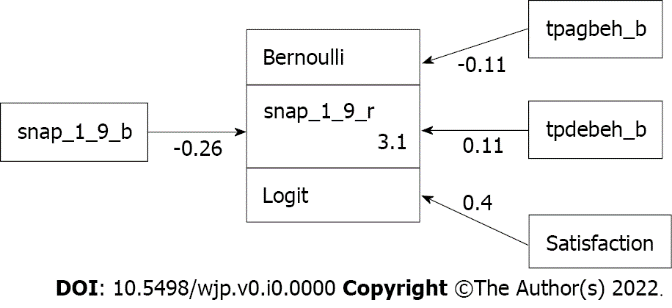 tpagbeh_b
Bernoulli
-0.11
snap_1_9_b
-0.26
snap_1_9_r
3.1
tpdebeh_b
0.11
Logit
0.4
Satisfaction
DOI: 10.5498/wjp.v0.i0.0000 Copyright ©The Author(s) 2022.